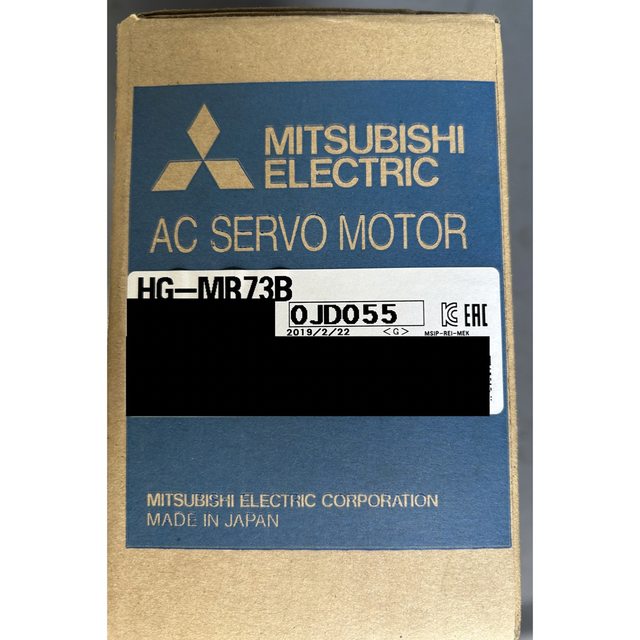 MITSUBISHI
ELECTRIC
AC SERVO MOTOR
HG-MR73B
0JD055
2019/2/22 <G>
MSIP-REI-MEK
EAC
MITSUBISHI ELECTRIC CORPORATION
MADE IN JAPAN